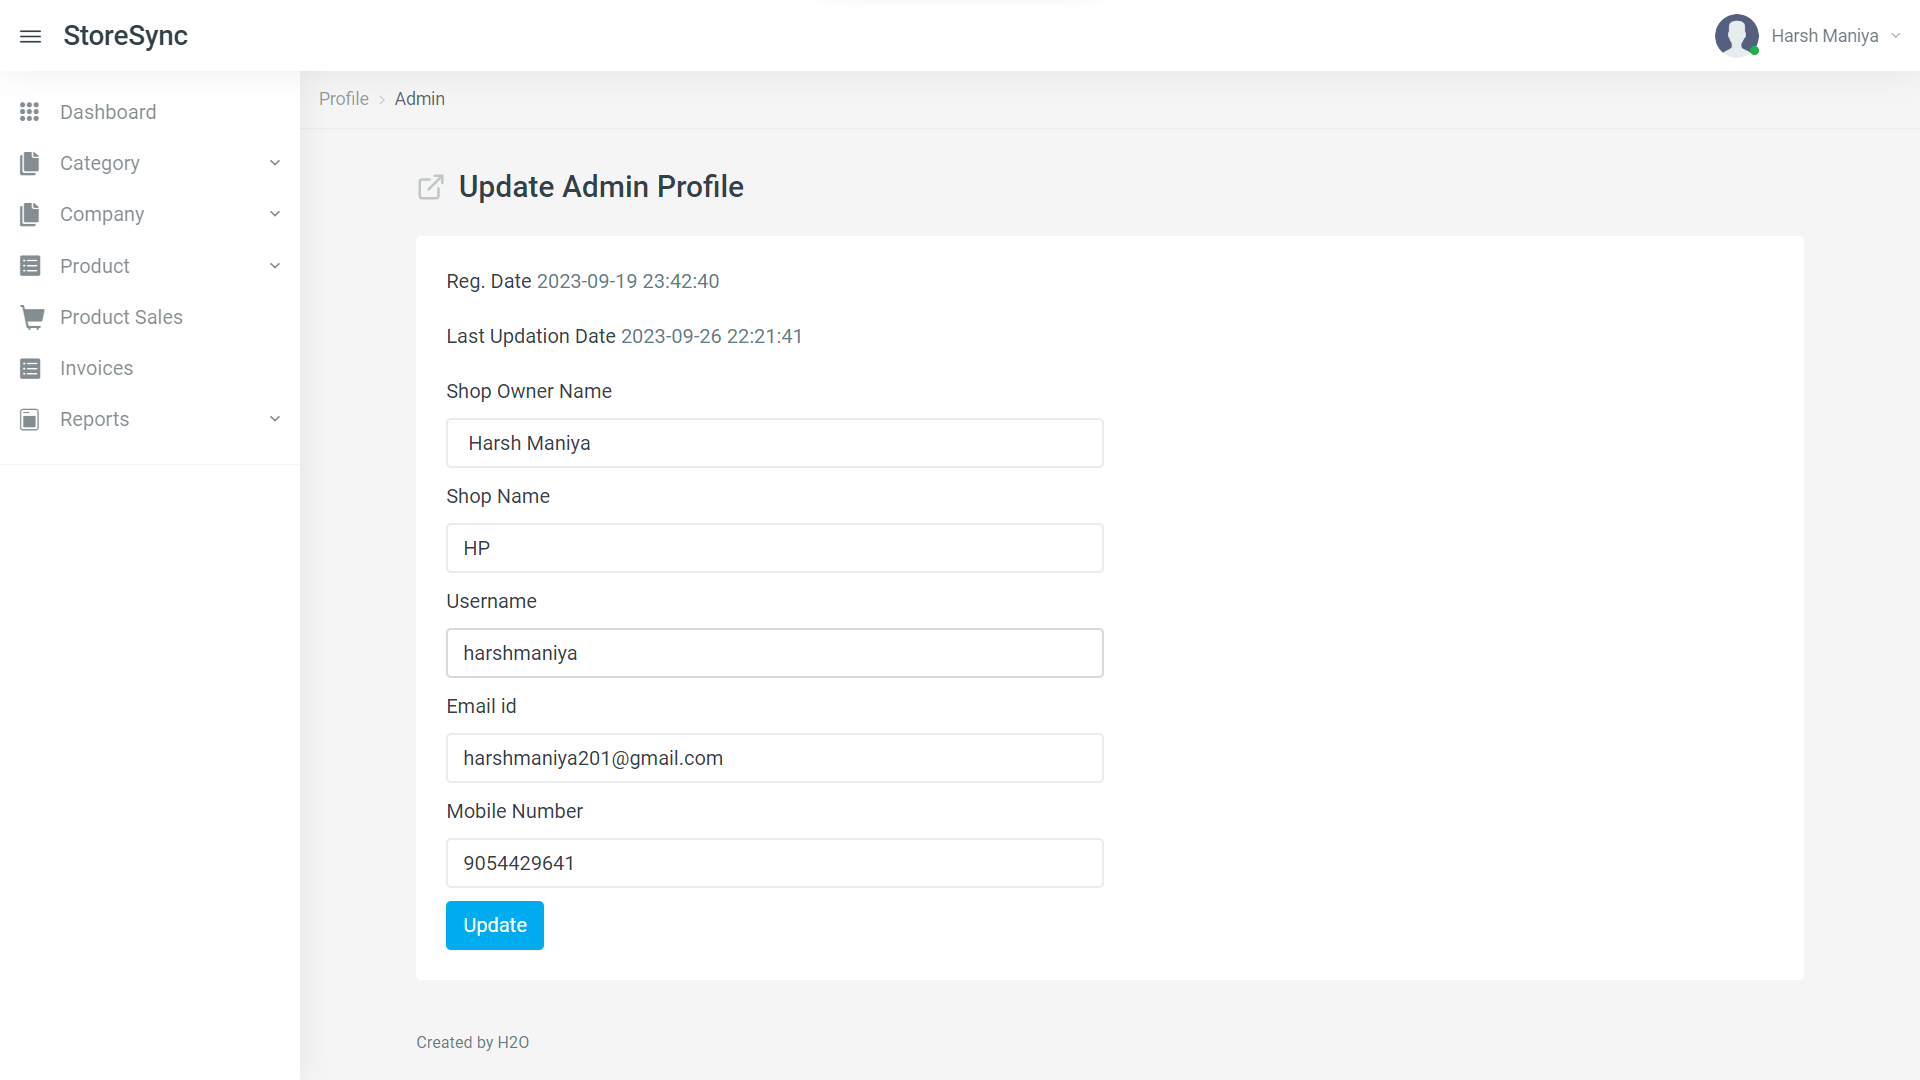 StoreSync
Harsh Maniya
Dashboard
Category
Company
Product
Product Sales
Invoices
Reports
Profile > Admin
Update Admin Profile
Reg. Date 2023-09-19 23:42:40
Last Updation Date 2023-09-26 22:21:41
Shop Owner Name
Harsh Maniya
Shop Name
HP
Username
harshmaniya
Email id
harshmaniya201@gmail.com
Mobile Number
9054429641
Update
Created by H2O